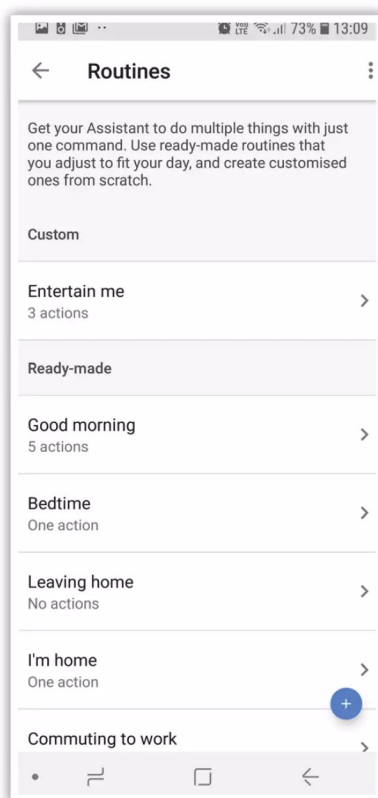 VoLTE 73% 13:09
Routines
Get your Assistant to do multiple things with just
one command. Use ready-made routines that
you adjust to fit your day, and create customised
ones from scratch.
Custom
Entertain me
3 actions
Ready-made
Good morning
5 actions
Bedtime
One action
Leaving home
No actions
I'm home
One action
Commuting to work